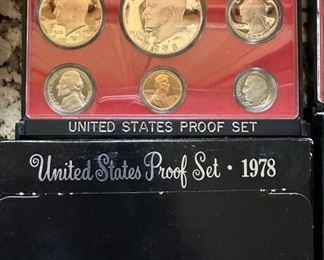 UNITED STATES PROOF SET
United States Proof Set · 1978